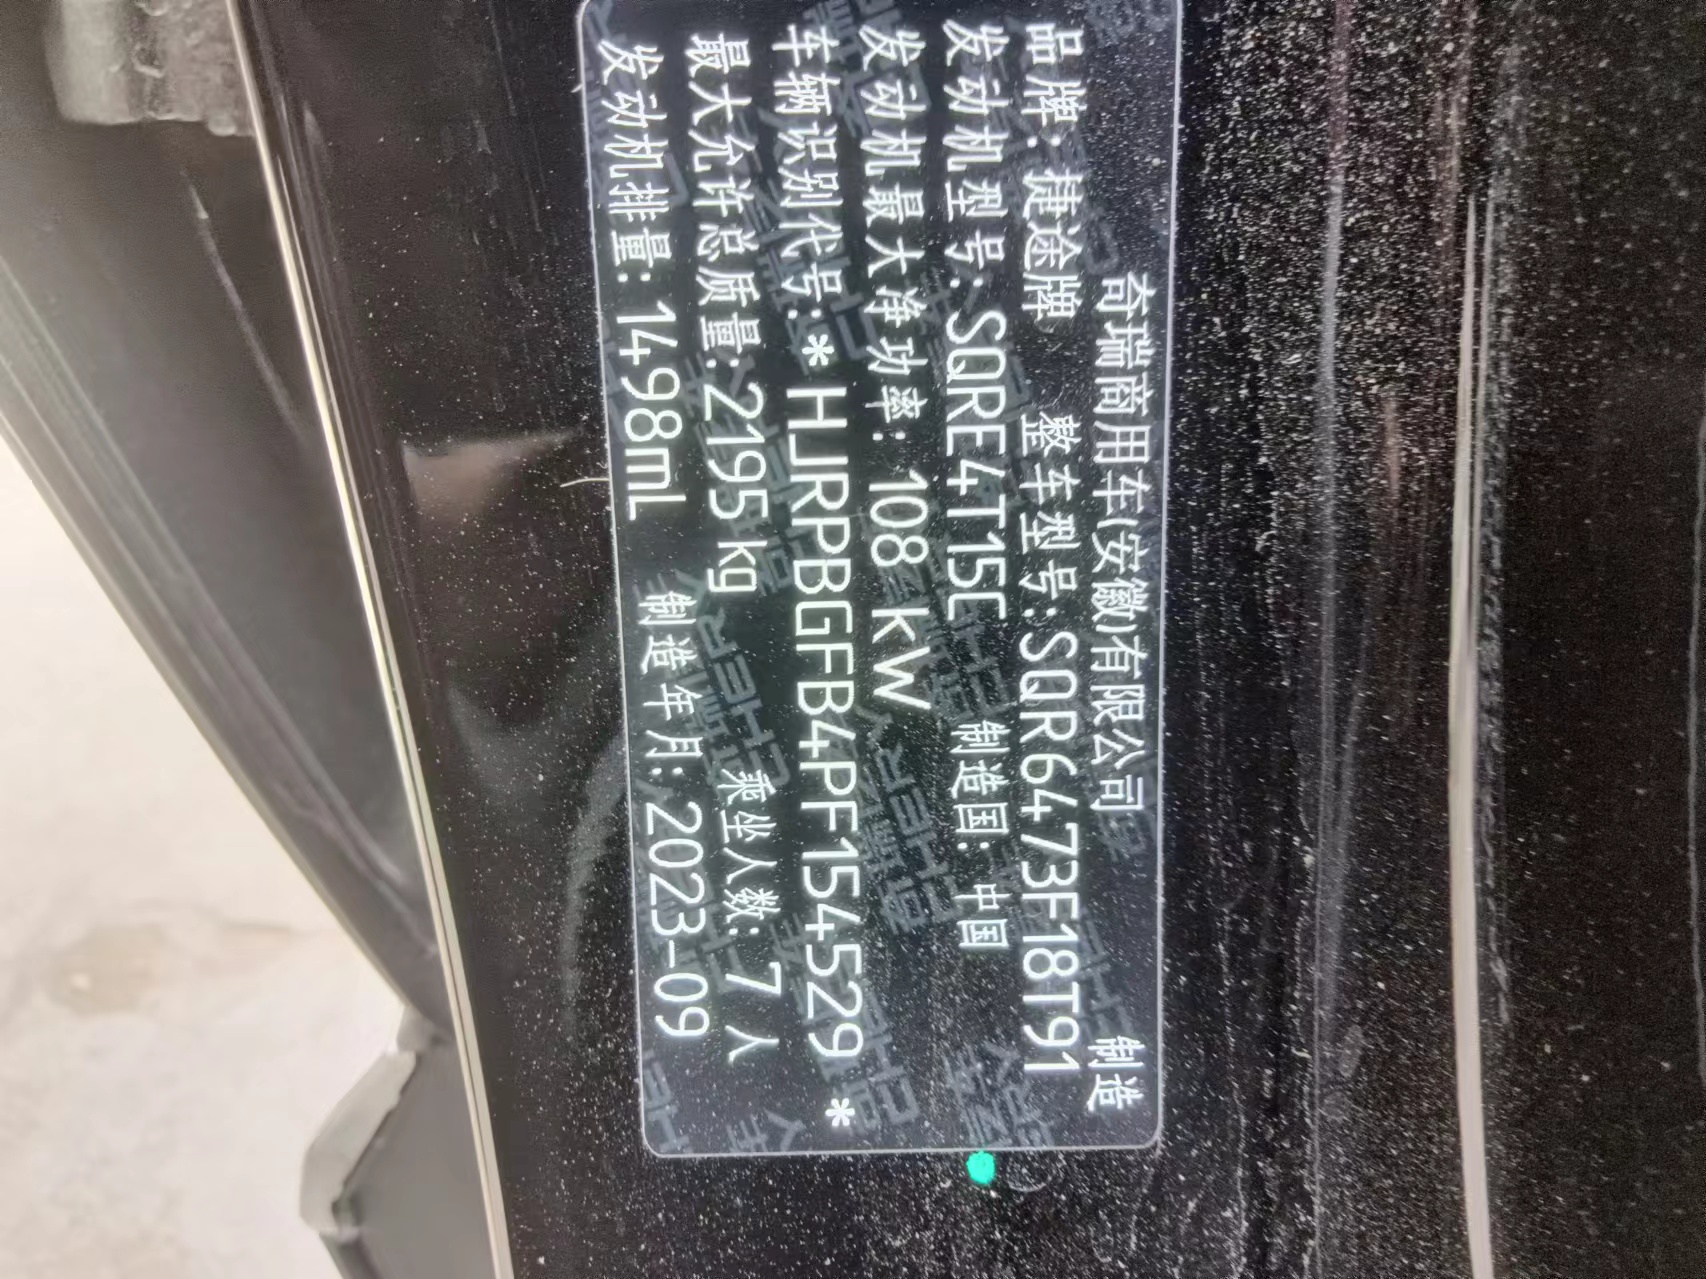 奇瑞商用车(安徽)有限公司 制造
品牌:捷途牌 整车型号:SQR6473F18T91
发动机型号:SQRE4T15C 制造国:中国
发动机最大净功率:108 kW
车辆识别代号:*HJRPBGFB4PF154529*
最大允许总质量:2195kg 乘坐人数:7人
发动机排量:1498mL 制造年月:2023-09